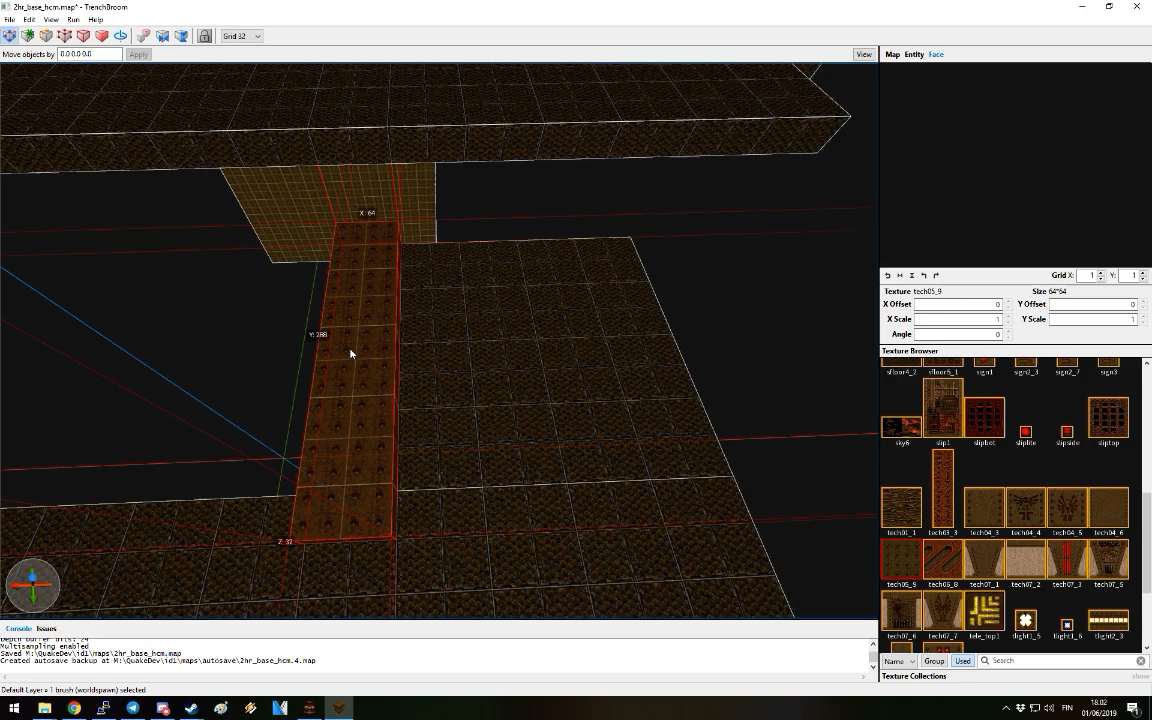 2hr_base_hcm.map* - TrenchBroom
File Edit View Run Help
Grid 32
Move objects by 0.0 0.0 0.0 Apply View
Map Entity Face
X: 64
Y: 288
Z: 32
Grid X: 1 Y: 1
Texture tech05_9 Size 64*64
X Offset 0 Y Offset 0
X Scale 1 Y Scale 1
Angle 0
Texture Browser
sfloor4_2 sfloor5_1 sign1 sign2_3 sign2_7 sign3
sky6 slip1 slipbot sliplite slipside sliptop
tech01_1 tech03_3 tech04_3 tech04_4 tech04_5 tech04_6
tech05_9 tech06_8 tech07_1 tech07_2 tech07_3 tech07_5
tech07_6 tech07_7 tele_top1 tlight1_5 tlight1_6 tlight2_3
Name Group Used Search
Texture Collections show
Console Issues
Depth buffer bits: 24
Multisampling enabled
Saved M:\QuakeDev\id1\maps\2hr_base_hcm.map
Created autosave backup at M:\QuakeDev\id1\maps\autosave\2hr_base_hcm.4.map
Default Layer » 1 brush (worldspawn) selected
FIN
18.02
01/06/2019